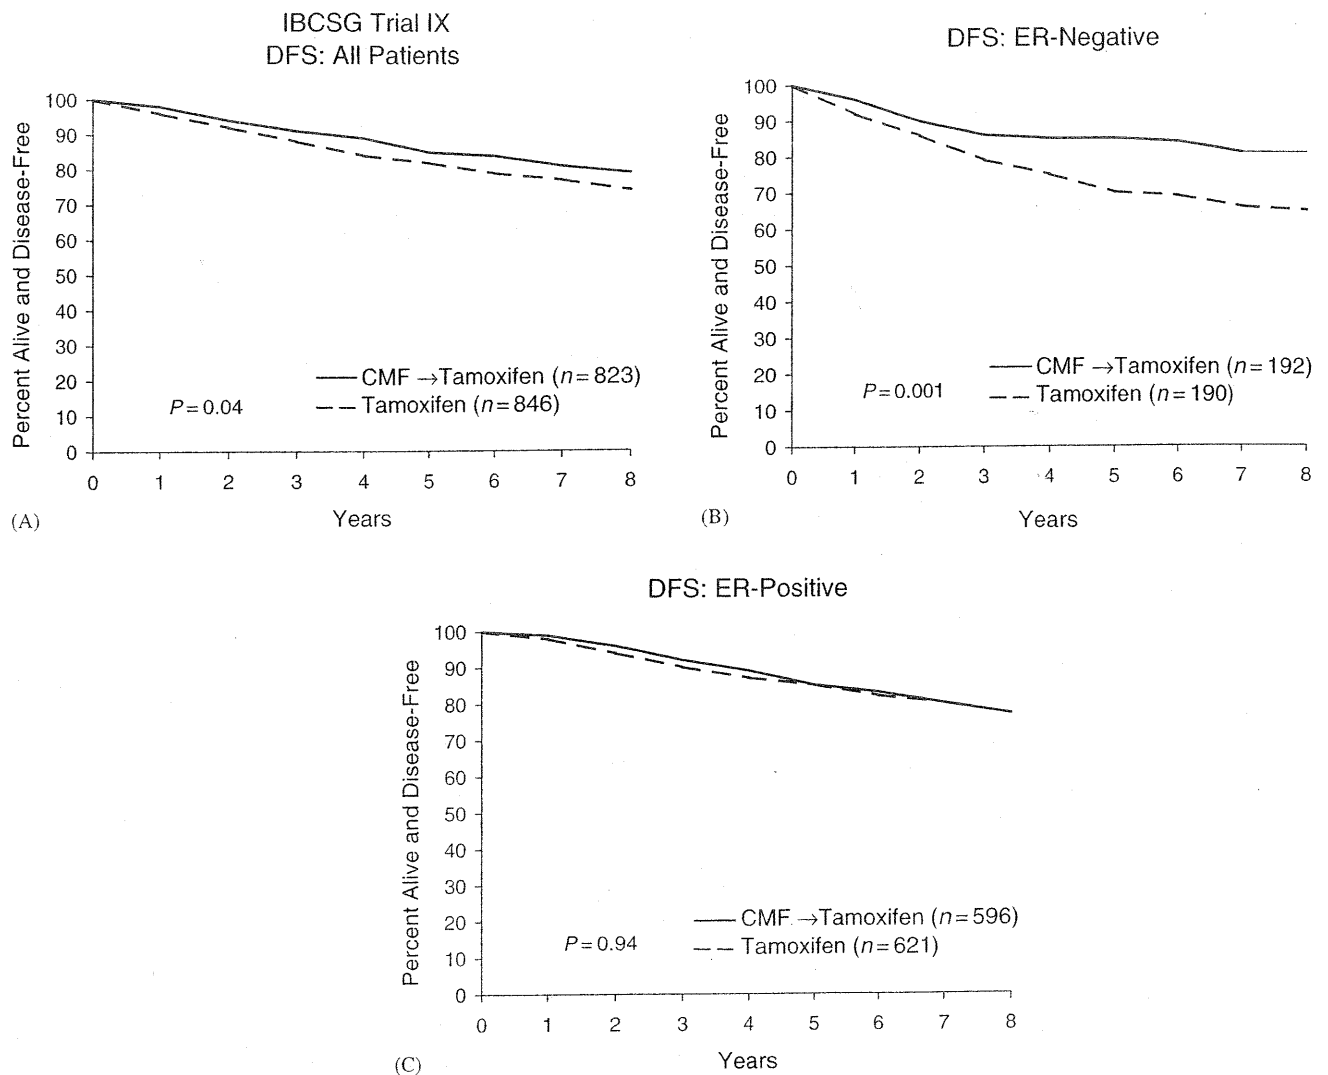 IBCSG Trial IX
DFS: All Patients
Percent Alive and Disease-Free
100
90
80
70
60
50
40
30
20
10
0
CMF →Tamoxifen (n=823)
Tamoxifen (n=846)
P=0.04
0 1 2 3 4 5 6 7 8
Years
(A)
DFS: ER-Negative
Percent Alive and Disease-Free
100
90
80
70
60
50
40
30
20
10
0
CMF →Tamoxifen (n=192)
Tamoxifen (n=190)
P=0.001
0 1 2 3 4 5 6 7 8
Years
(B)
DFS: ER-Positive
Percent Alive and Disease-Free
100
90
80
70
60
50
40
30
20
10
0
CMF →Tamoxifen (n=596)
Tamoxifen (n=621)
P=0.94
0 1 2 3 4 5 6 7 8
Years
(C)